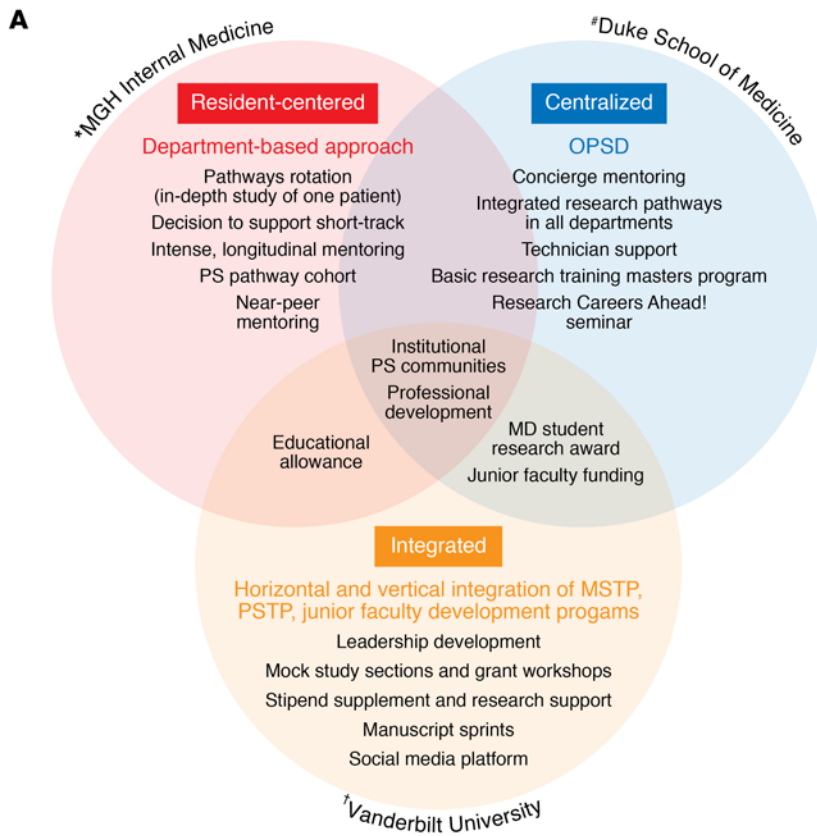 A
*MGH Internal Medicine
#Duke School of Medicine
Resident-centered
Department-based approach
Pathways rotation
(in-depth study of one patient)
Decision to support short-track
Intense, longitudinal mentoring
PS pathway cohort
Near-peer
mentoring
Centralized
OPSD
Concierge mentoring
Integrated research pathways
in all departments
Technician support
Basic research training masters program
Research Careers Ahead!
seminar
Institutional
PS communities
Professional
development
Educational
allowance
MD student
research award
Junior faculty funding
Integrated
Horizontal and vertical integration of MSTP,
PSTP, junior faculty development progams
Leadership development
Mock study sections and grant workshops
Stipend supplement and research support
Manuscript sprints
Social media platform
†Vanderbilt University